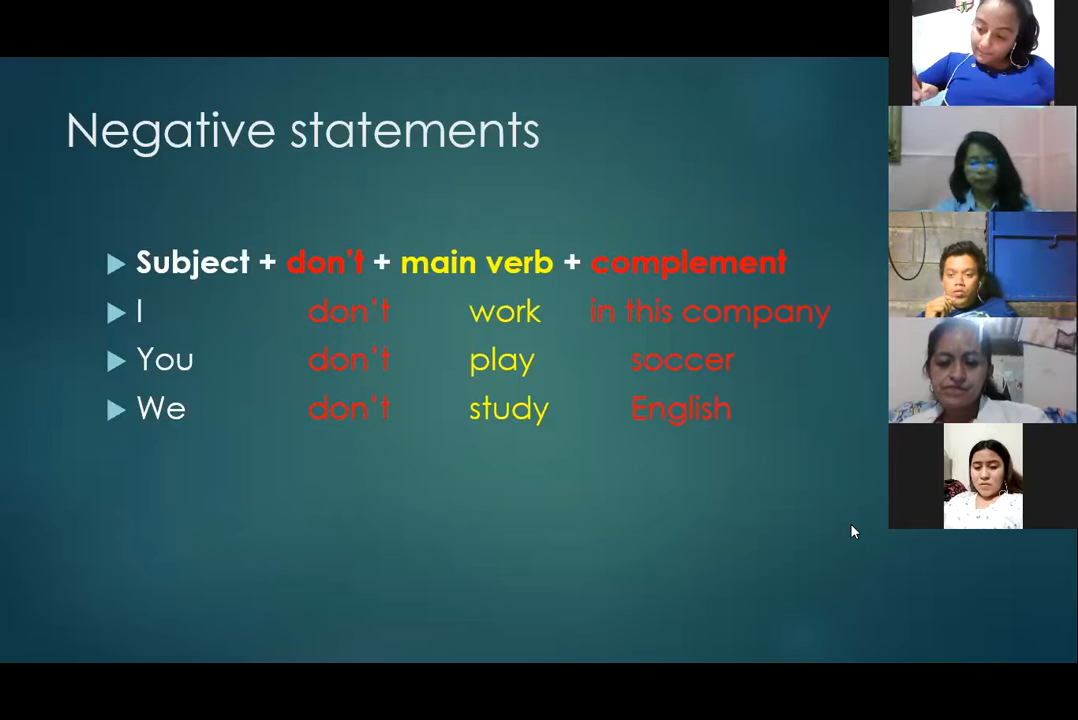 Negative statements
Subject + don't + main verb + complement
I don't work in this company
You don't play soccer
We don't study English